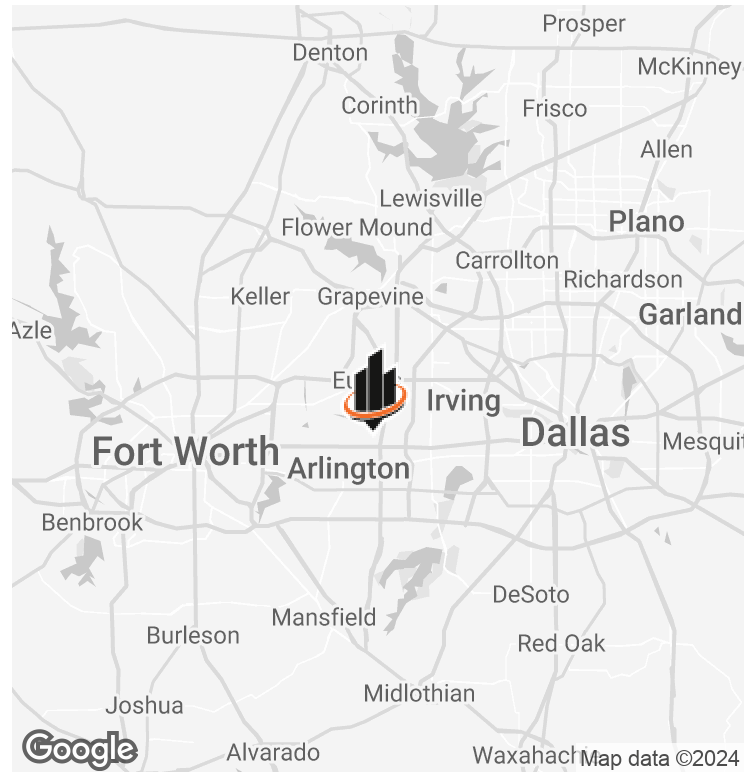 Prosper
Denton
McKinney
Corinth
Frisco
Allen
Lewisville
Plano
Flower Mound
Carrollton
Richardson
Keller
Grapevine
Garland
Azle
Irving
Dallas
Fort Worth
Mesquit
Arlington
Benbrook
DeSoto
Mansfield
Burleson
Red Oak
Midlothian
Joshua
Google
Alvarado
Map data ©2024